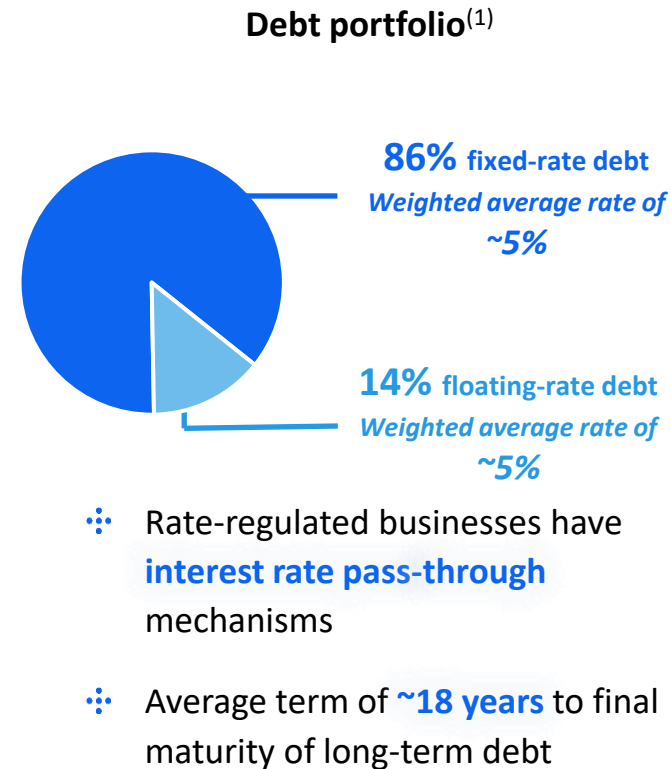 Debt portfolio(1)
86% fixed-rate debt
Weighted average rate of
~5%
14% floating-rate debt
Weighted average rate of
~5%
Rate-regulated businesses have
interest rate pass-through
mechanisms
Average term of ~18 years to final
maturity of long-term debt